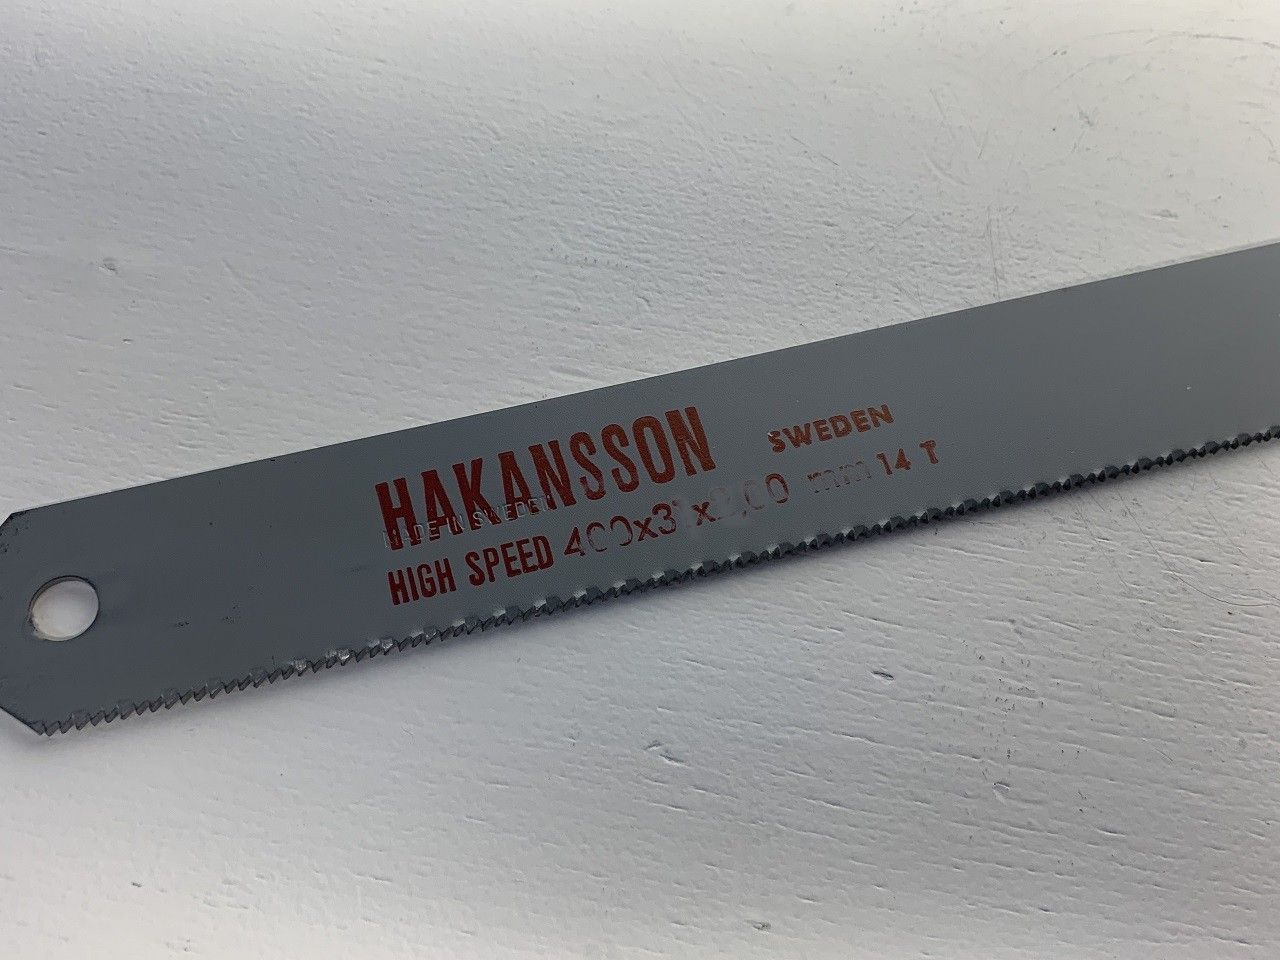 HAKANSSON SWEDEN
MADE IN SWEDEN
HIGH SPEED mm 14 T